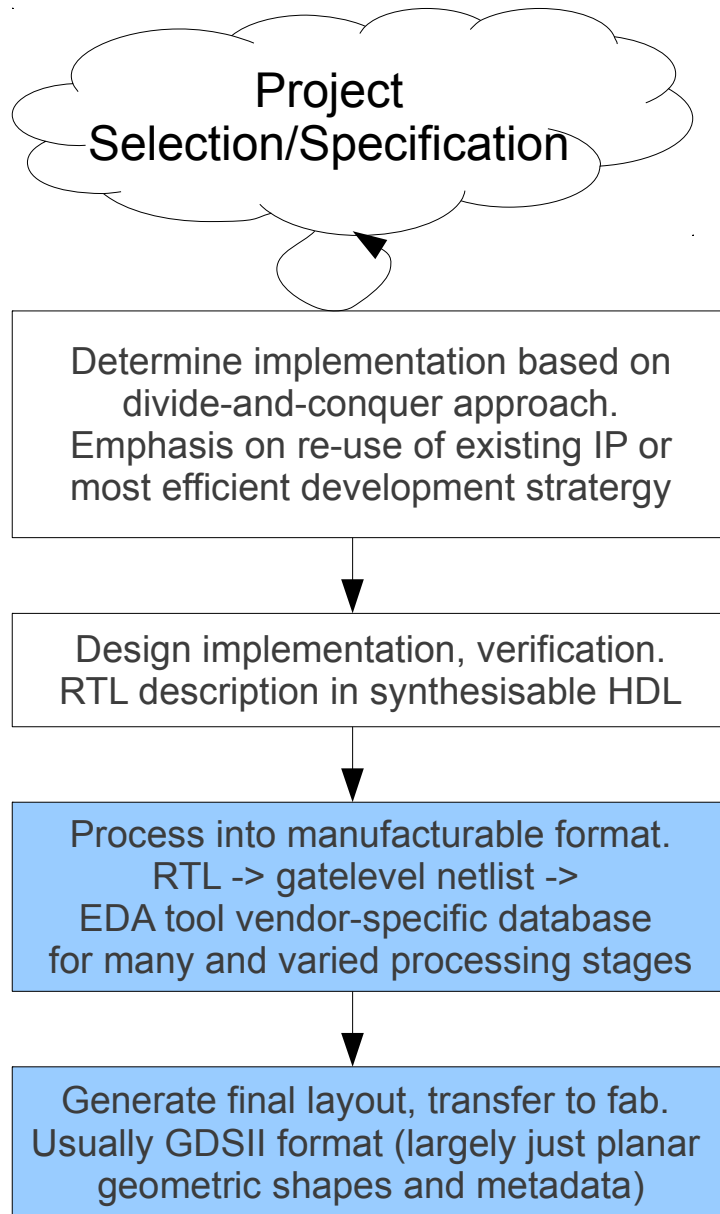 Project
Selection/Specification
Determine implementation based on
divide-and-conquer approach.
Emphasis on re-use of existing IP or
most efficient development stratergy
Design implementation, verification.
RTL description in synthesisable HDL
Process into manufacturable format.
RTL -> gatelevel netlist ->
EDA tool vendor-specific database
for many and varied processing stages
Generate final layout, transfer to fab.
Usually GDSII format (largely just planar
geometric shapes and metadata)